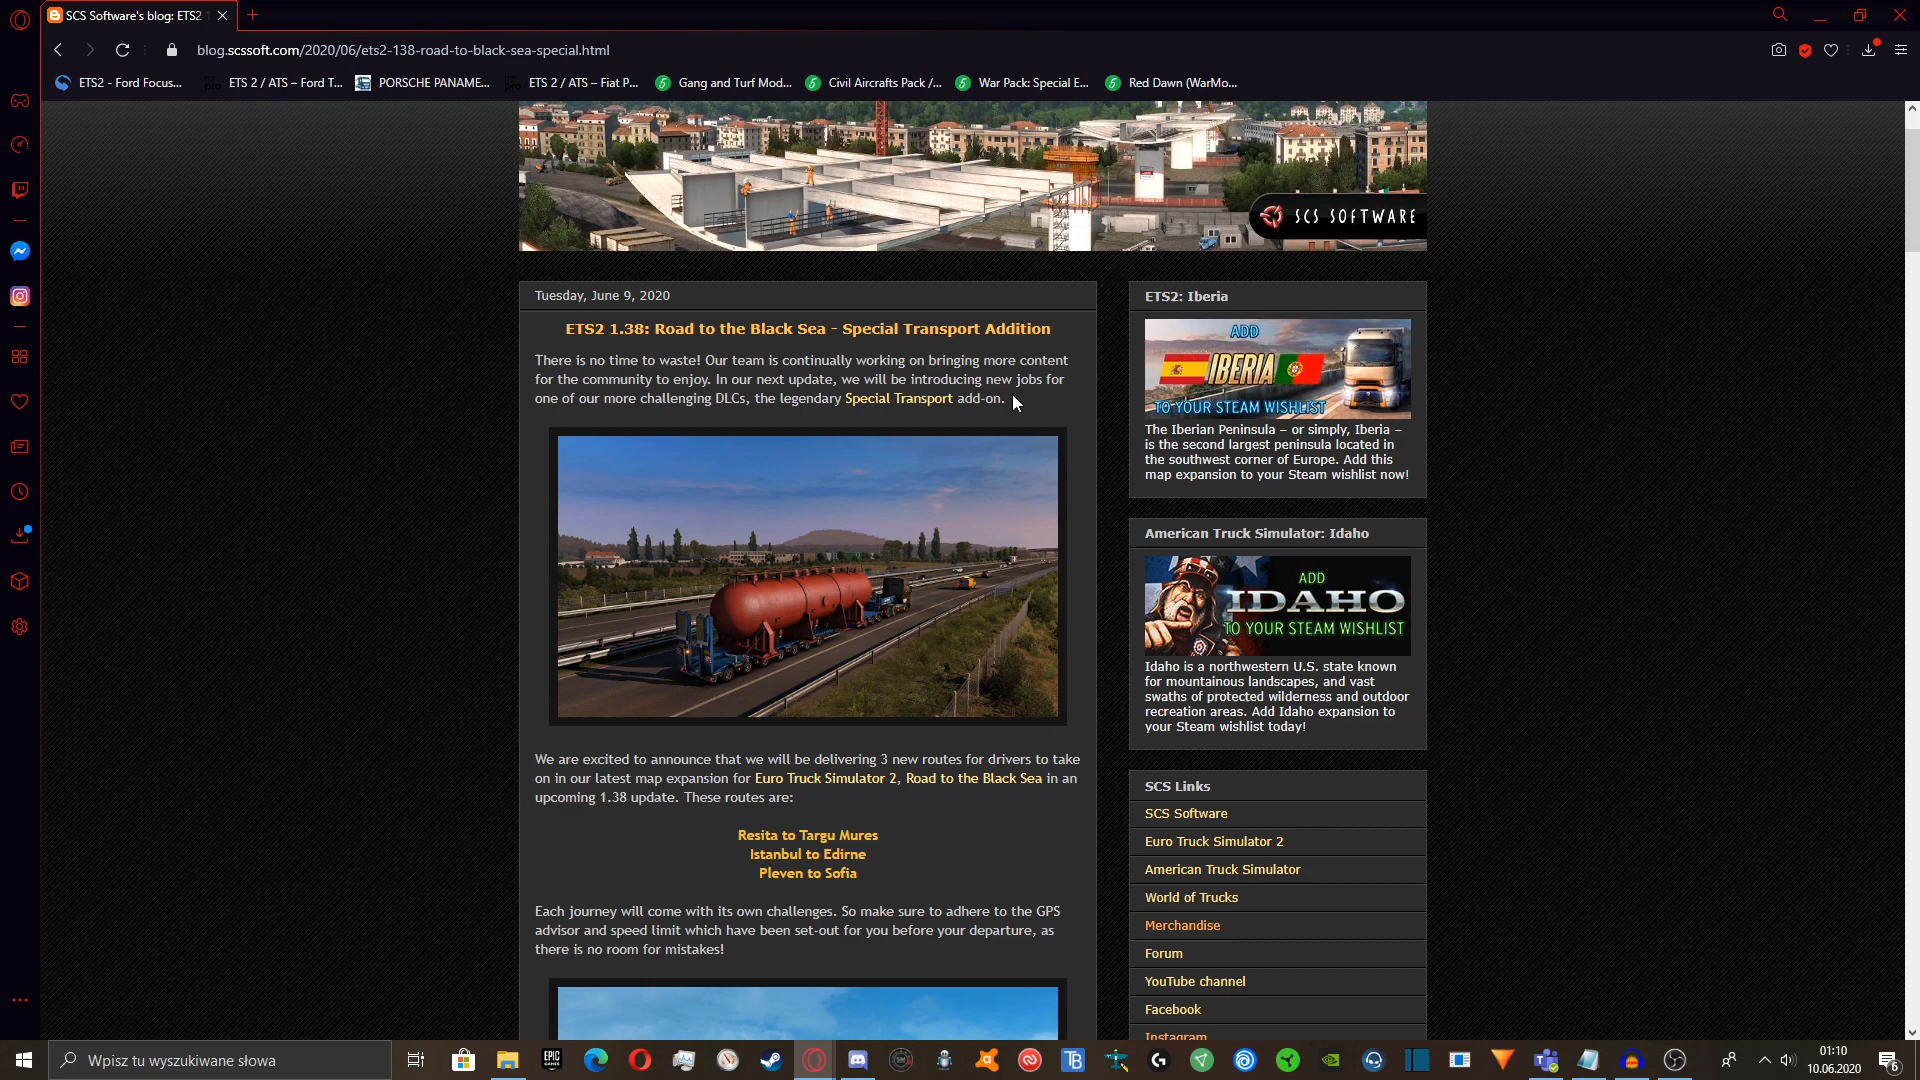 SCS Software's blog: ETS2 1
blog.scssoft.com/2020/06/ets2-138-road-to-black-sea-special.html
ETS2 - Ford Focus...
ETS 2 / ATS – Ford T...
PORSCHE PANAME...
ETS 2 / ATS – Fiat P...
Gang and Turf Mod...
Civil Aircrafts Pack /...
War Pack: Special E...
Red Dawn (WarMo...
SCS SOFTWARE
Tuesday, June 9, 2020
ETS2 1.38: Road to the Black Sea - Special Transport Addition
There is no time to waste! Our team is continually working on bringing more content
for the community to enjoy. In our next update, we will be introducing new jobs for
one of our more challenging DLCs, the legendary Special Transport add-on.
We are excited to announce that we will be delivering 3 new routes for drivers to take
on in our latest map expansion for Euro Truck Simulator 2, Road to the Black Sea in an
upcoming 1.38 update. These routes are:
Resita to Targu Mures
Istanbul to Edirne
Pleven to Sofia
Each journey will come with its own challenges. So make sure to adhere to the GPS
advisor and speed limit which have been set-out for you before your departure, as
there is no room for mistakes!
ETS2: Iberia
ADD
IBERIA
TO YOUR STEAM WISHLIST
The Iberian Peninsula – or simply, Iberia –
is the second largest peninsula located in
the southwest corner of Europe. Add this
map expansion to your Steam wishlist now!
American Truck Simulator: Idaho
ADD
IDAHO
TO YOUR STEAM WISHLIST
Idaho is a northwestern U.S. state known
for mountainous landscapes, and vast
swaths of protected wilderness and outdoor
recreation areas. Add Idaho expansion to
your Steam wishlist today!
SCS Links
SCS Software
Euro Truck Simulator 2
American Truck Simulator
World of Trucks
Merchandise
Forum
YouTube channel
Facebook
Instagram
Wpisz tu wyszukiwane słowa
EPIC
GAMES
TB
01:10
10.06.2020
6